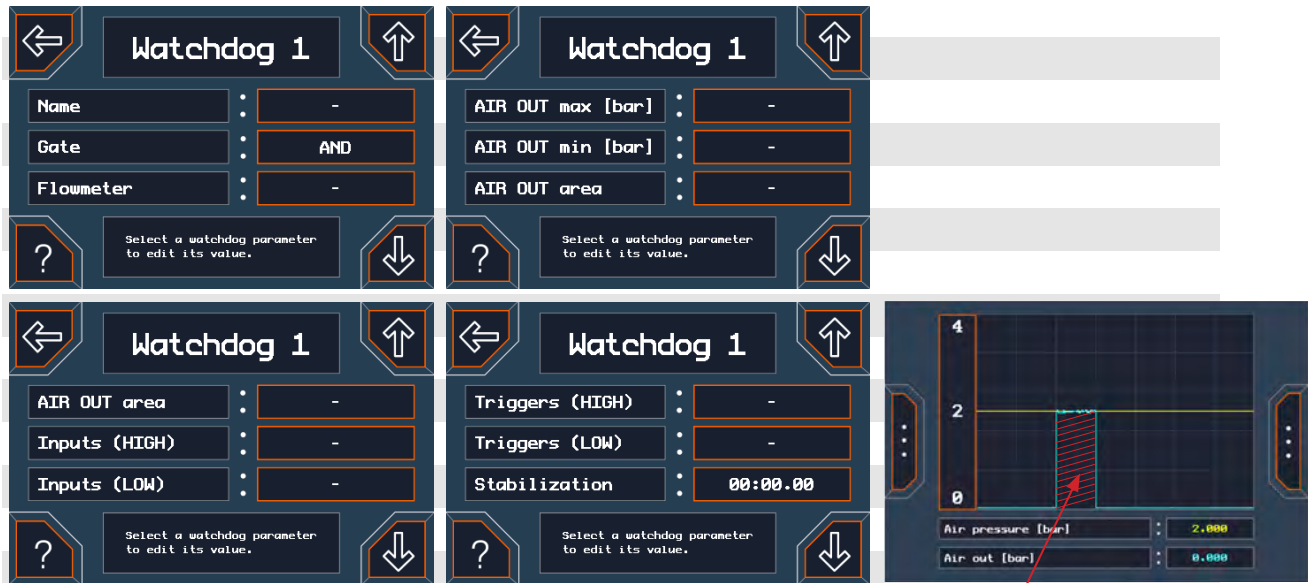 Watchdog 1
Name : -
Gate : AND
Flowmeter : -
?
Select a watchdog parameter
to edit its value.
Watchdog 1
AIR OUT max [bar] : -
AIR OUT min [bar] : -
AIR OUT area : -
?
Select a watchdog parameter
to edit its value.
Watchdog 1
AIR OUT area : -
Inputs (HIGH) : -
Inputs (LOW) : -
?
Select a watchdog parameter
to edit its value.
Watchdog 1
Triggers (HIGH) : -
Triggers (LOW) : -
Stabilization : 00:00.00
?
Select a watchdog parameter
to edit its value.
4
2
0
Air pressure [bar] : 2.000
Air out [bar] : 0.000